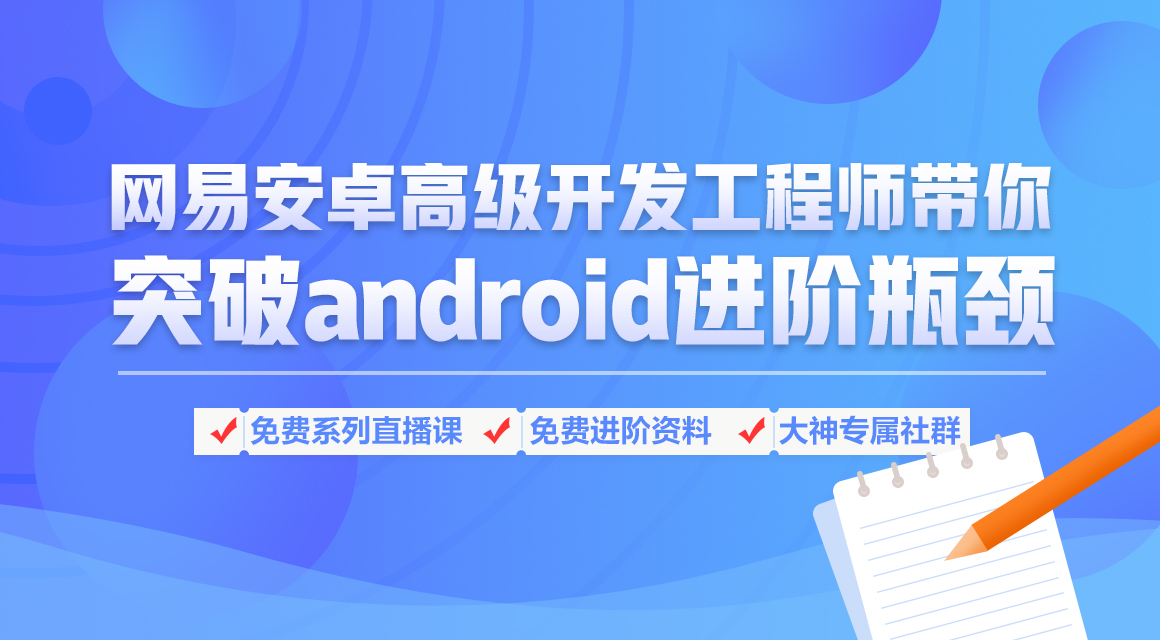 网易安卓高级开发工程师带你
突破android进阶瓶颈
免费系列直播课 免费进阶资料 大神专属社群